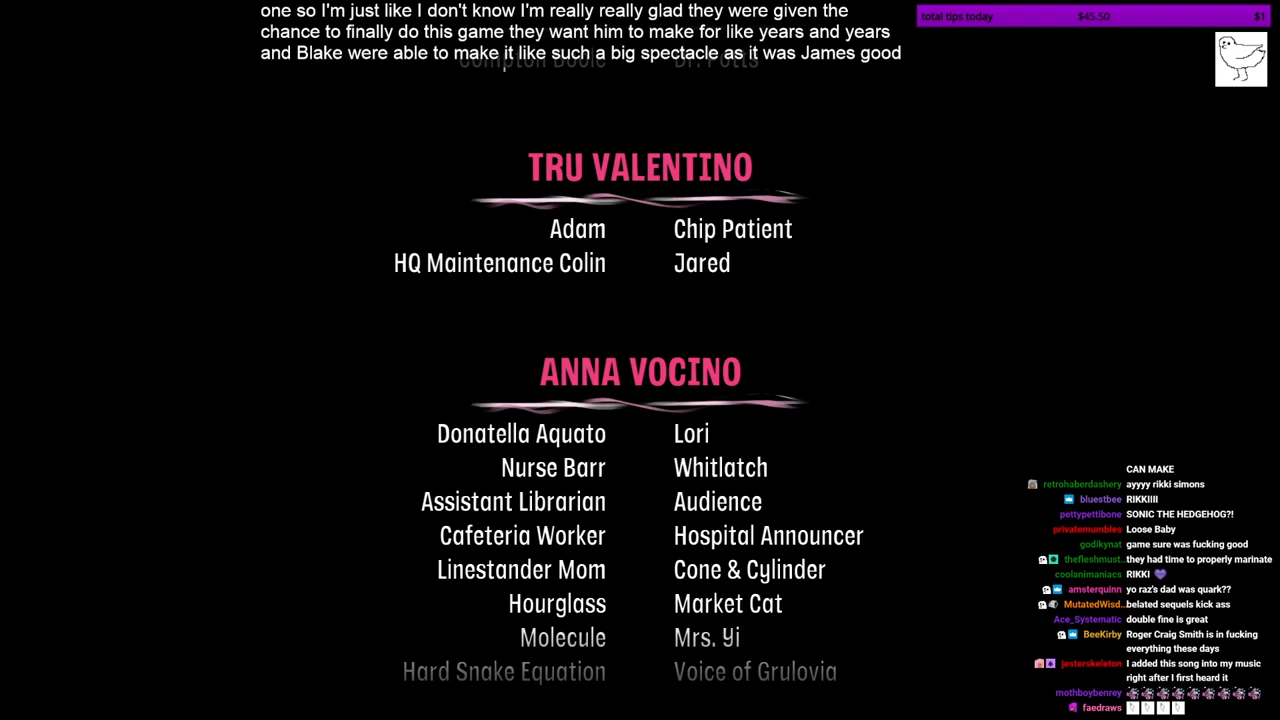 one so I'm just like I don't know I'm really really glad they were given the
chance to finally do this game they want him to make for like years and years
and Blake were able to make it like such a big spectacle as it was James good
Compton Boole Dr. Potts
total tips today $45.50 $1
TRU VALENTINO
Adam Chip Patient
HQ Maintenance Colin Jared
ANNA VOCINO
Donatella Aquato Lori
Nurse Barr Whitlatch
Assistant Librarian Audience
Cafeteria Worker Hospital Announcer
Linestander Mom Cone & Cylinder
Hourglass Market Cat
Molecule Mrs. Yi
Hard Snake Equation Voice of Grulovia
CAN MAKE
retrohaberdashery ayyyy rikki simons
bluestbee RIKKIIII
pettypettibone SONIC THE HEDGEHOG?!
privatemumbles Loose Baby
godikynat game sure was fucking good
thefleshmust... they had time to properly marinate
coolanimaniacs RIKKI
amsterquinn yo raz's dad was quark??
MutatedWisd... belated sequels kick ass
Ace_Systematic double fine is great
BeeKirby Roger Craig Smith is in fucking
everything these days
jesterskeleton I added this song into my music
right after I first heard it
mothboybenrey
faedraws